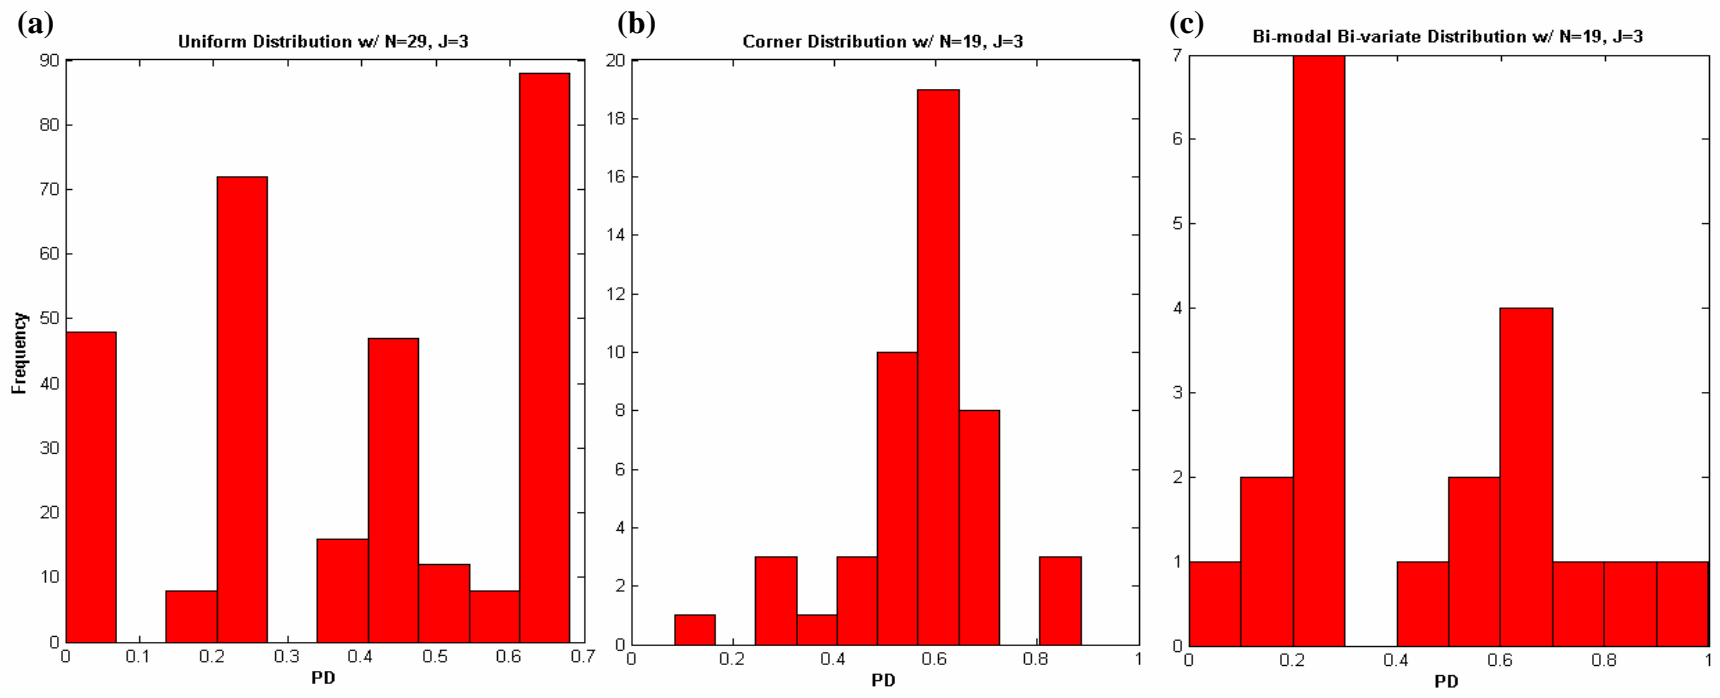 (a)
Uniform Distribution w/ N=29, J=3
90
80
70
60
50
40
30
20
10
0
Frequency
0 0.1 0.2 0.3 0.4 0.5 0.6 0.7
PD
(b)
Corner Distribution w/ N=19, J=3
20
18
16
14
12
10
8
6
4
2
0
0 0.2 0.4 0.6 0.8 1
PD
(c)
Bi-modal Bi-variate Distribution w/ N=19, J=3
7
6
5
4
3
2
1
0
0 0.2 0.4 0.6 0.8 1
PD